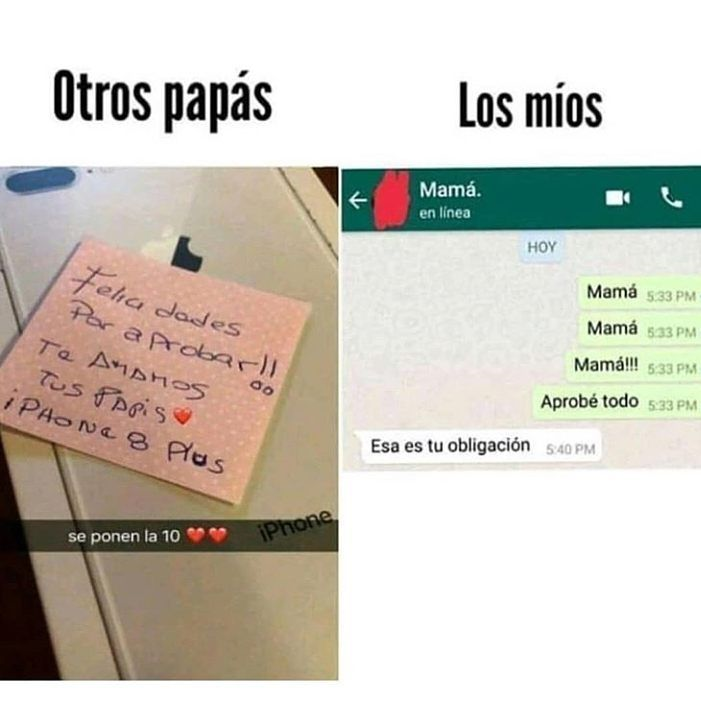 Otros papás
Los míos
Felicidades
Por aprobar!!
Te Amamos
Tus Papis❤️
iPHONe 8 Plus
se ponen la 10 ❤️❤️
iPhone
Mamá.
en línea
HOY
Mamá 5:33 PM
Mamá 5:33 PM
Mamá!!! 5:33 PM
Aprobé todo 5:33 PM
Esa es tu obligación 5:40 PM